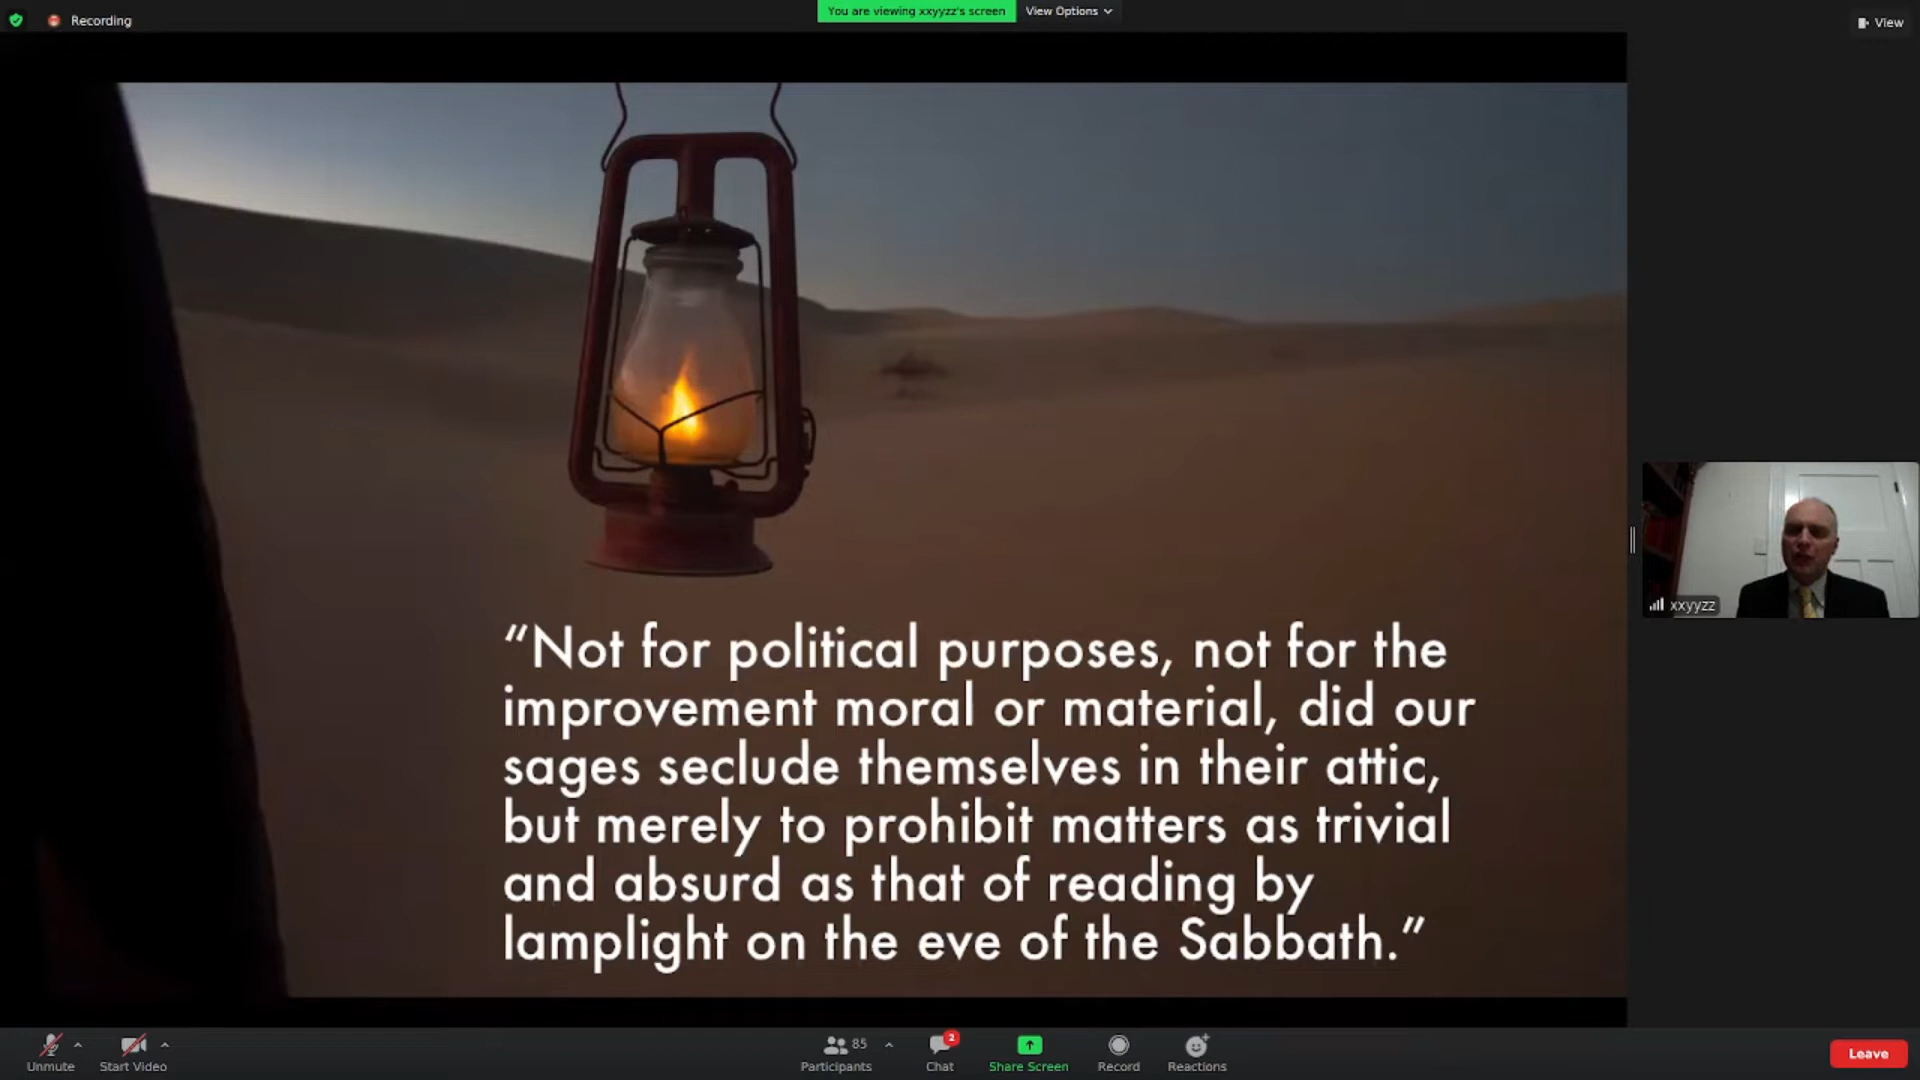 Recording
You are viewing xxyyzz's screen
View Options
View
“Not for political purposes, not for the
improvement moral or material, did our
sages seclude themselves in their attic,
but merely to prohibit matters as trivial
and absurd as that of reading by
lamplight on the eve of the Sabbath.”
xxyyzz
Unmute
Start Video
85
Participants
2
Chat
Share Screen
Record
Reactions
Leave